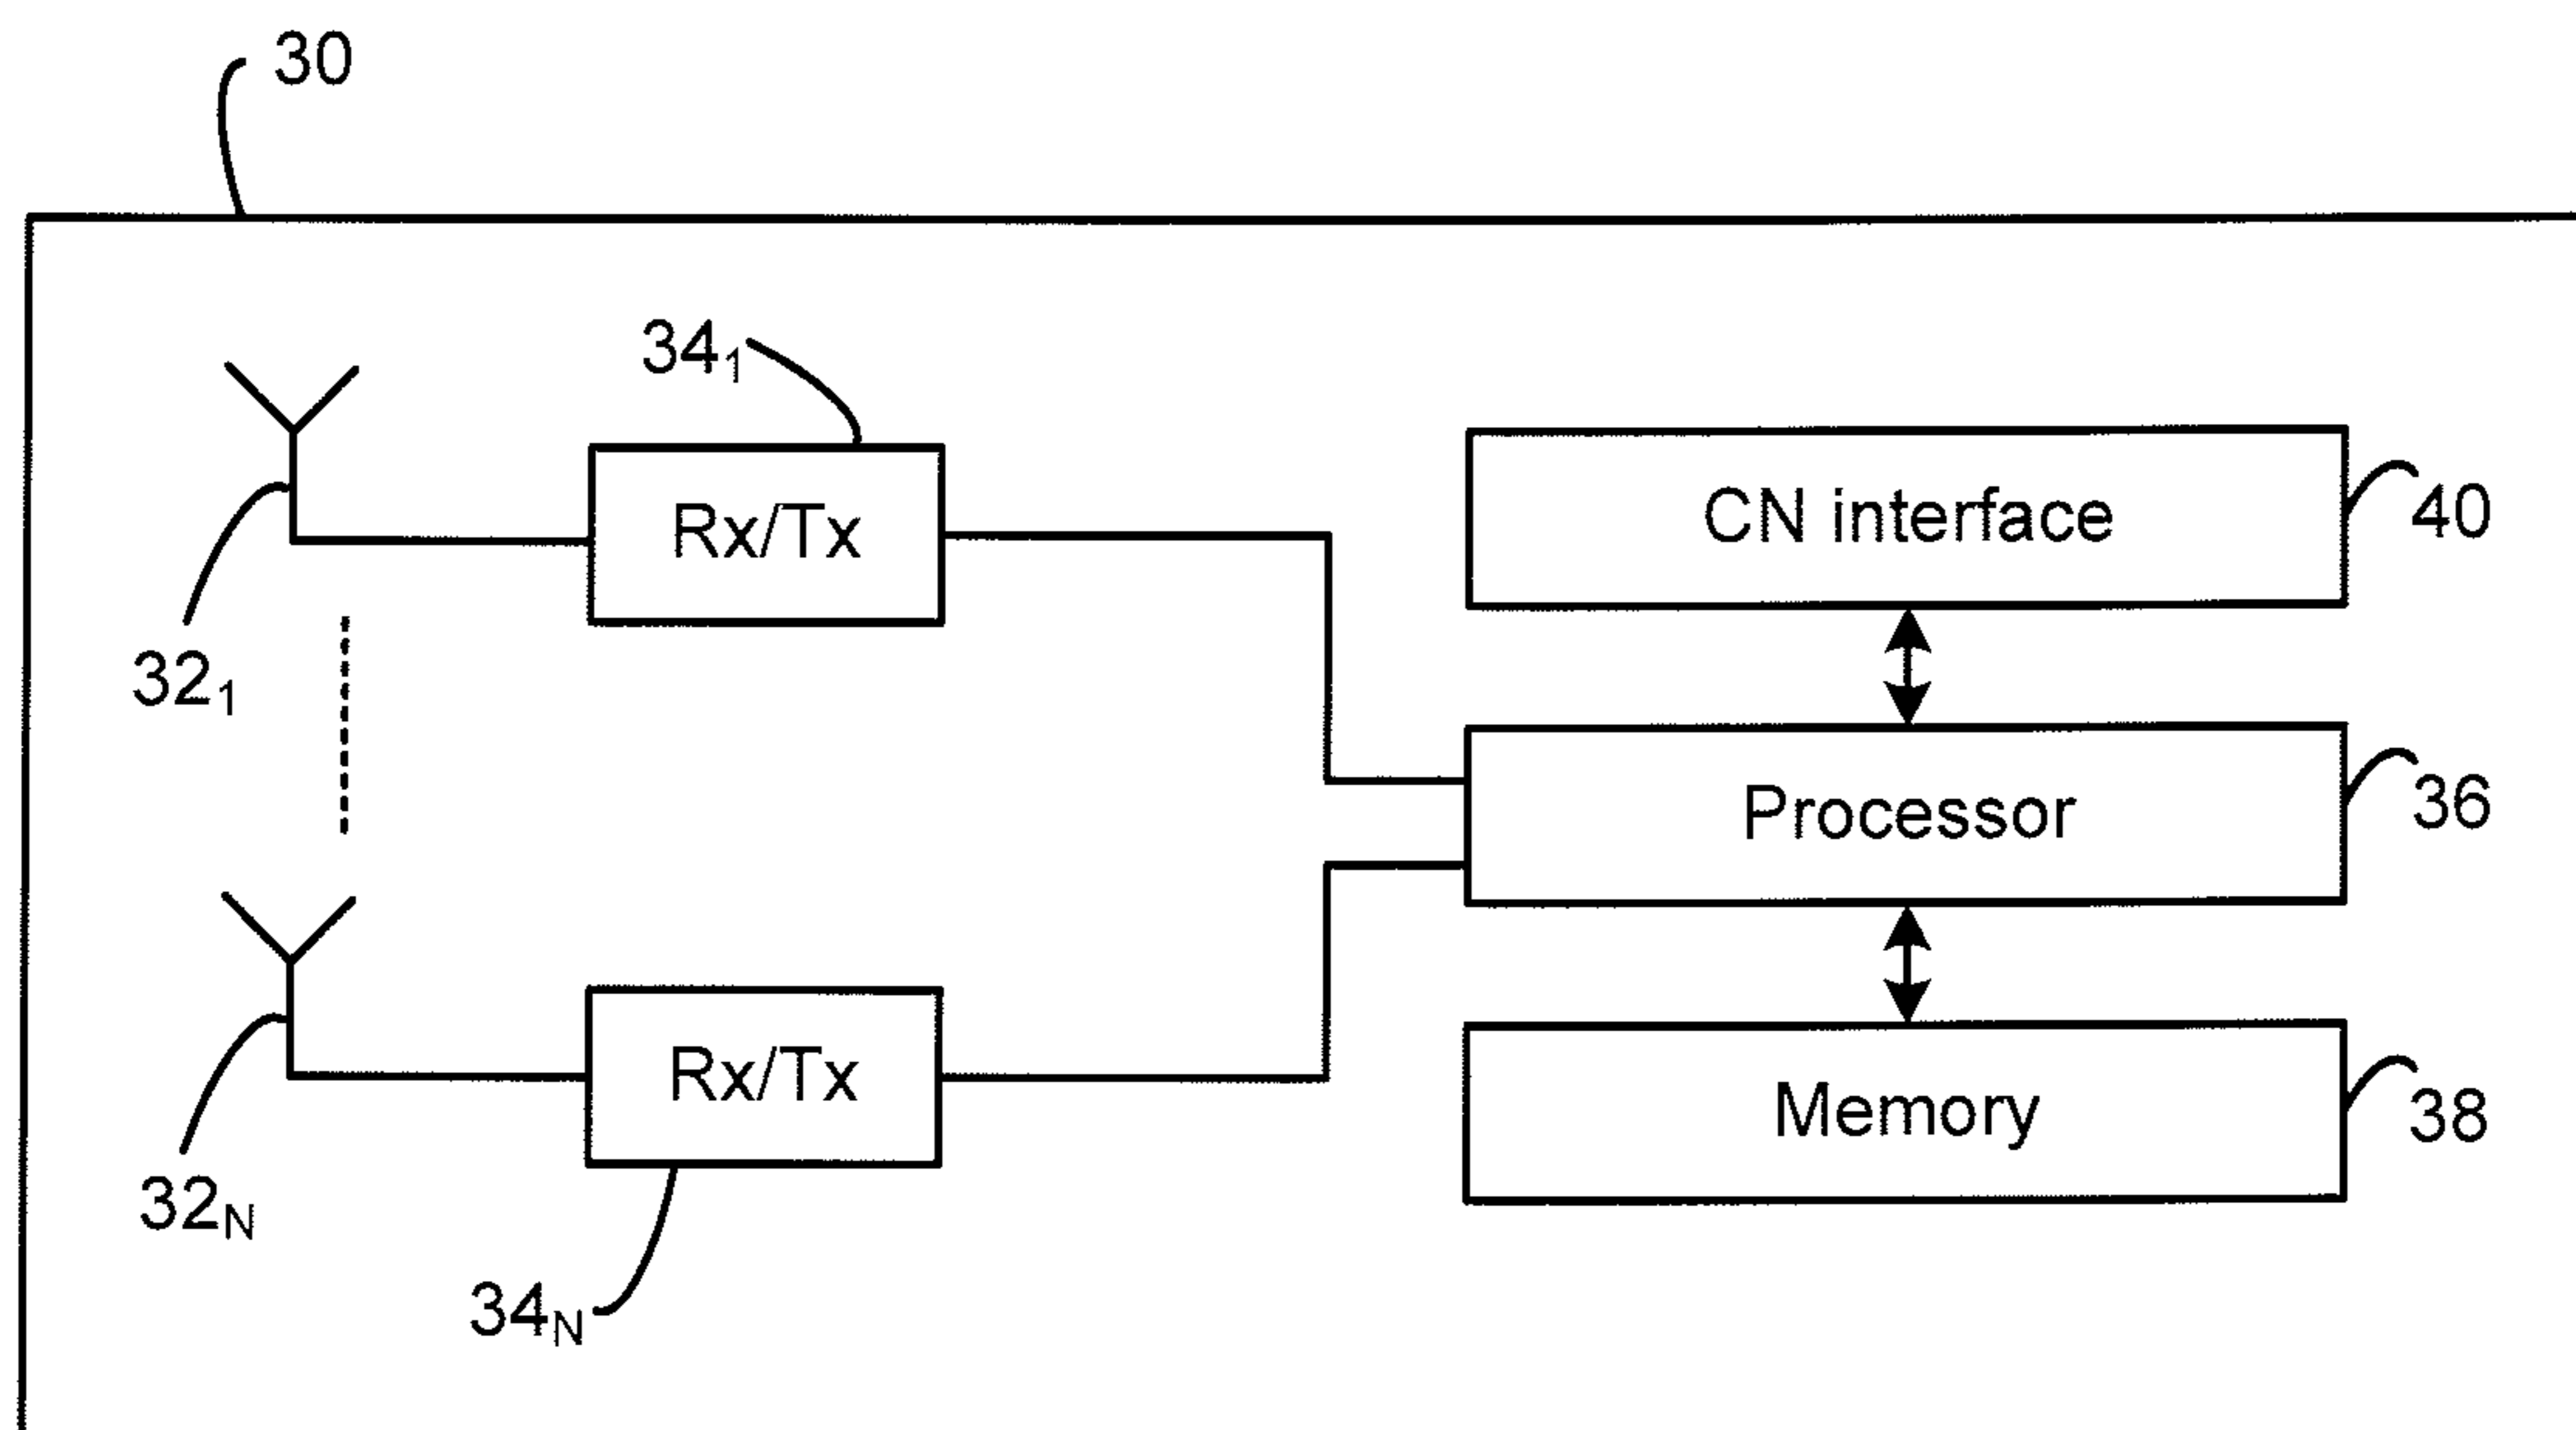 30
34₁
Rx/Tx
CN interface
40
32₁
Processor
36
Rx/Tx
Memory
38
32N
34N